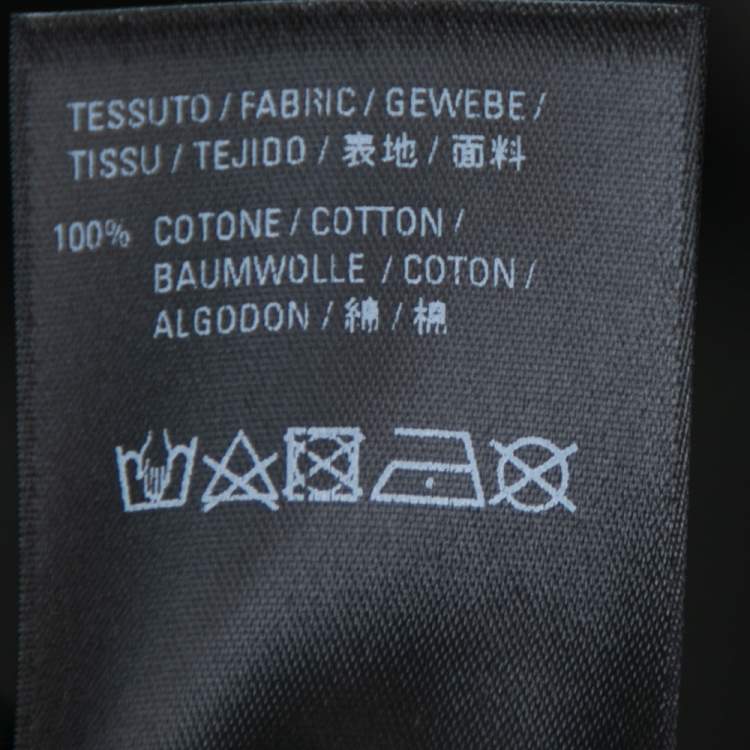 TESSUTO / FABRIC / GEWEBE /
TISSU / TEJIDO / 表地 / 面料
100% COTONE / COTTON /
BAUMWOLLE / COTON /
ALGODON / 綿 / 棉